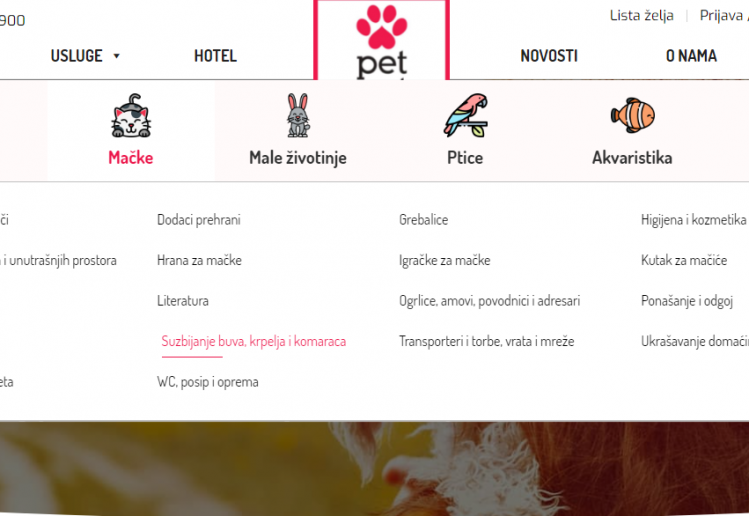 900
Lista želja
Prijava
USLUGE
HOTEL
pet
NOVOSTI
O NAMA
Mačke
Male životinje
Ptice
Akvaristika
či
Dodaci prehrani
Grebalice
Higijena i kozmetika
i unutrašnjih prostora
Hrana za mačke
Igračke za mačke
Kutak za mačiće
Literatura
Ogrlice, amovi, povodnici i adresari
Ponašanje i odgoj
Suzbijanje buva, krpelja i komaraca
Transporteri i torbe, vrata i mreže
Ukrašavanje
eta
WC, posip i oprema